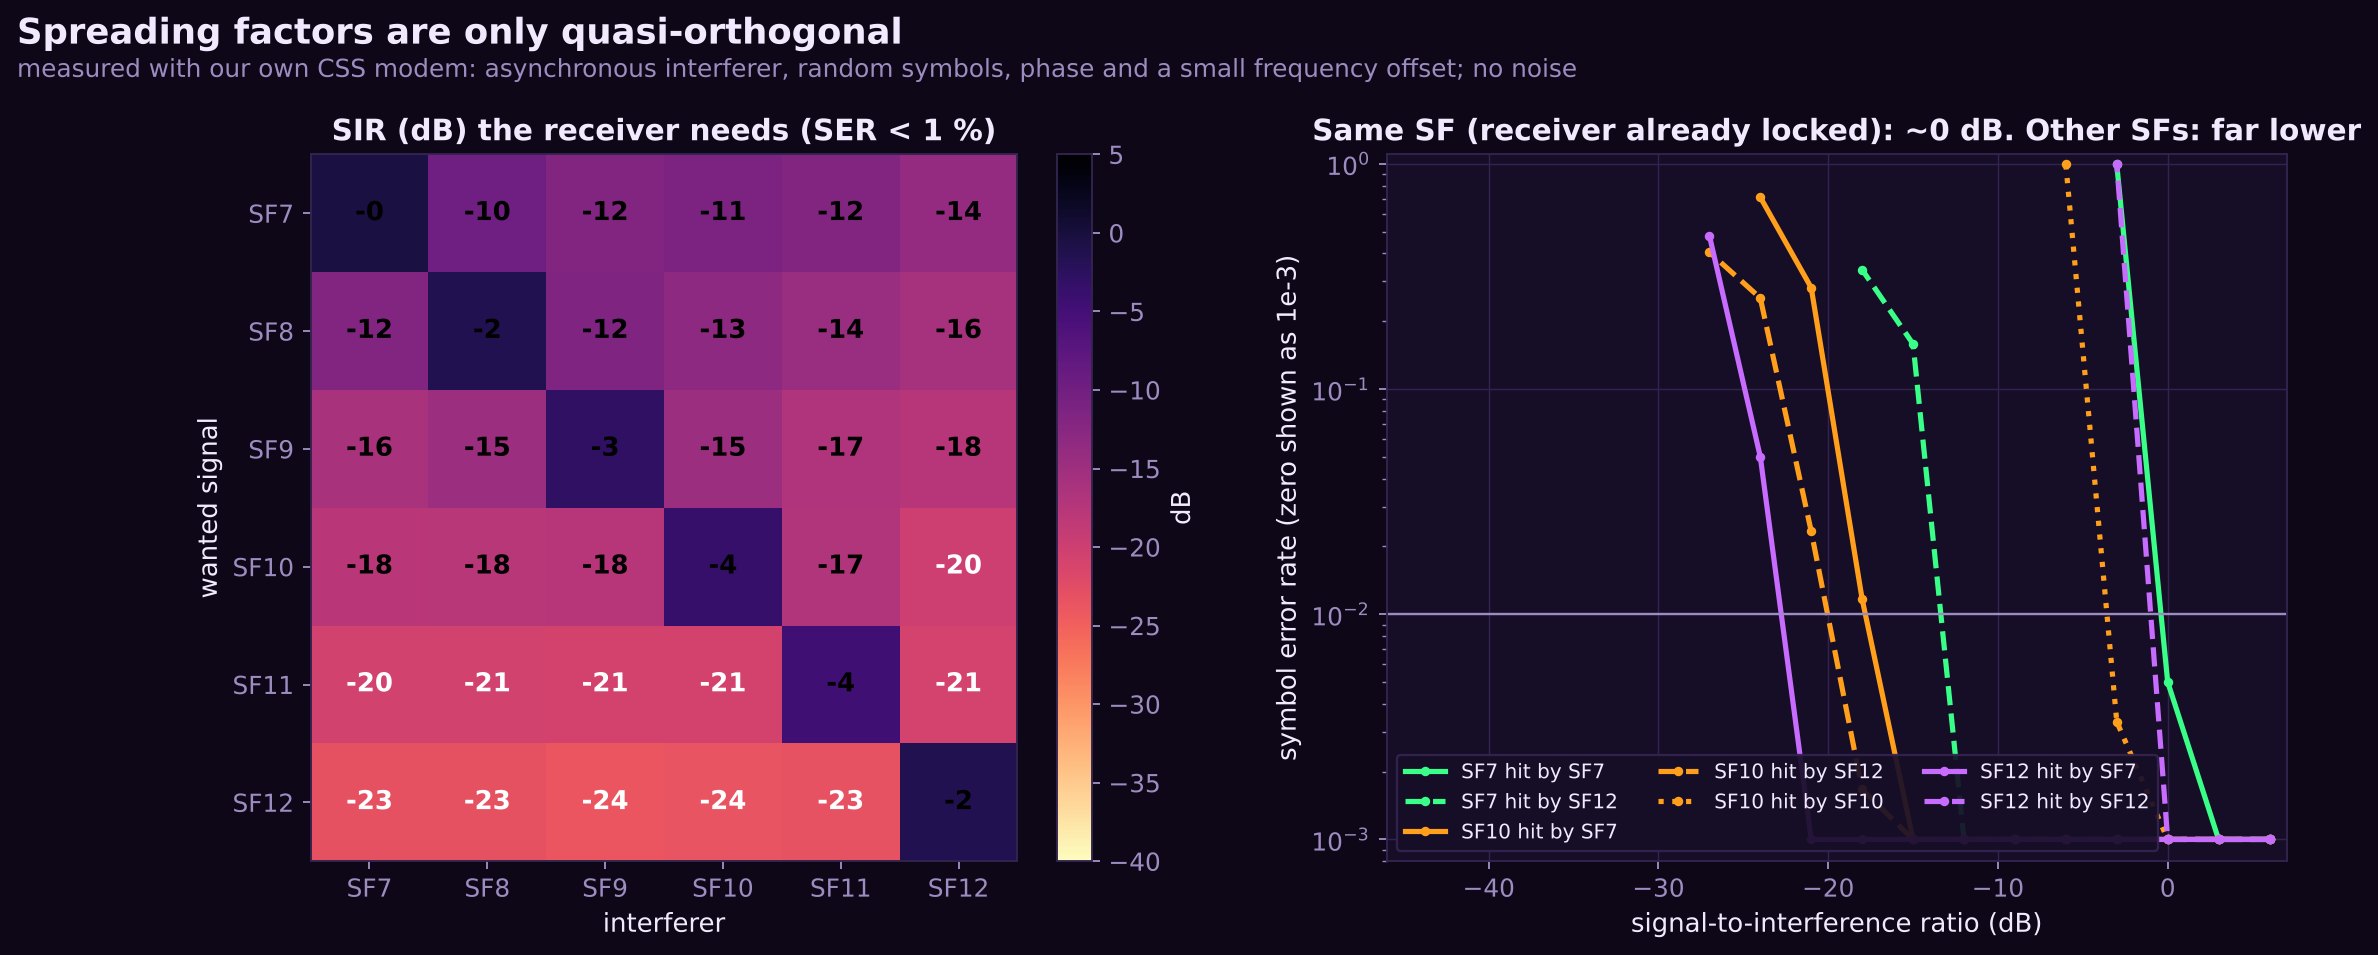 Spreading factors are only quasi-orthogonal
measured with our own CSS modem: asynchronous interferer, random symbols, phase and a small frequency offset; no noise
SIR (dB) the receiver needs (SER < 1 %)
wanted signal
SF7 -0 -10 -12 -11 -12 -14
SF8 -12 -2 -12 -13 -14 -16
SF9 -16 -15 -3 -15 -17 -18
SF10 -18 -18 -18 -4 -17 -20
SF11 -20 -21 -21 -21 -4 -21
SF12 -23 -23 -24 -24 -23 -2
SF7 SF8 SF9 SF10 SF11 SF12
interferer
5
0
−5
−10
−15
−20
−25
−30
−35
−40
dB
Same SF (receiver already locked): ~0 dB. Other SFs: far lower
symbol error rate (zero shown as 1e-3)
10⁰
10⁻¹
10⁻²
10⁻³
SF7 hit by SF7
SF7 hit by SF12
SF10 hit by SF7
SF10 hit by SF12
SF10 hit by SF10
SF12 hit by SF7
SF12 hit by SF12
−40 −30 −20 −10 0
signal-to-interference ratio (dB)